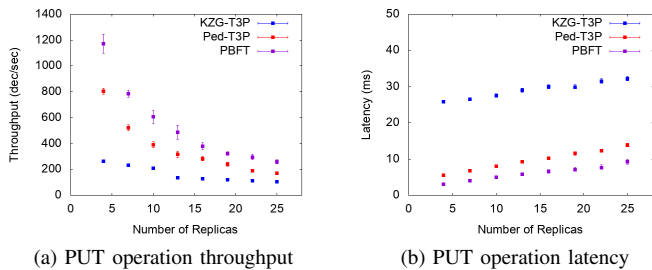 1400
1200
1000
800
600
400
200
0
Throughput (dec/sec)
KZG-T3P
Ped-T3P
PBFT
0 5 10 15 20 25
Number of Replicas
(a) PUT operation throughput
50
40
30
20
10
0
Latency (ms)
KZG-T3P
Ped-T3P
PBFT
0 5 10 15 20 25
Number of Replicas
(b) PUT operation latency